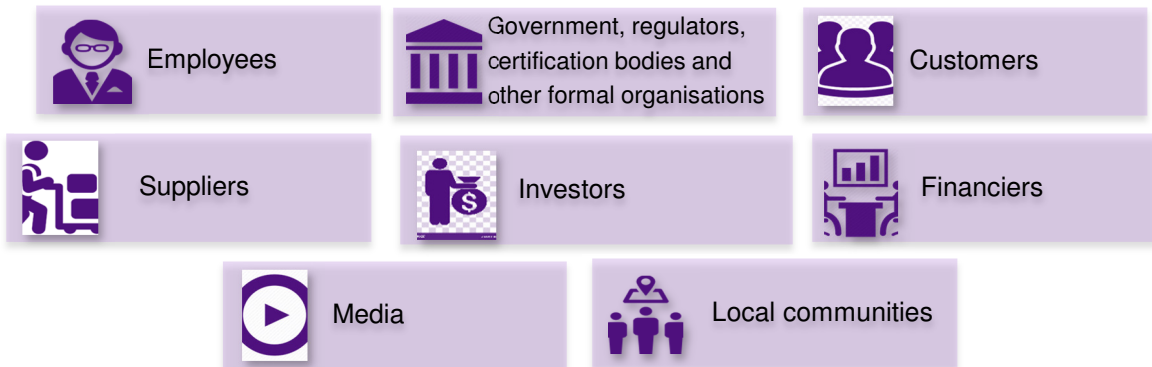 Employees
Government, regulators,
certification bodies and
other formal organisations
Customers
Suppliers
Investors
$
Financiers
Media
Local communities